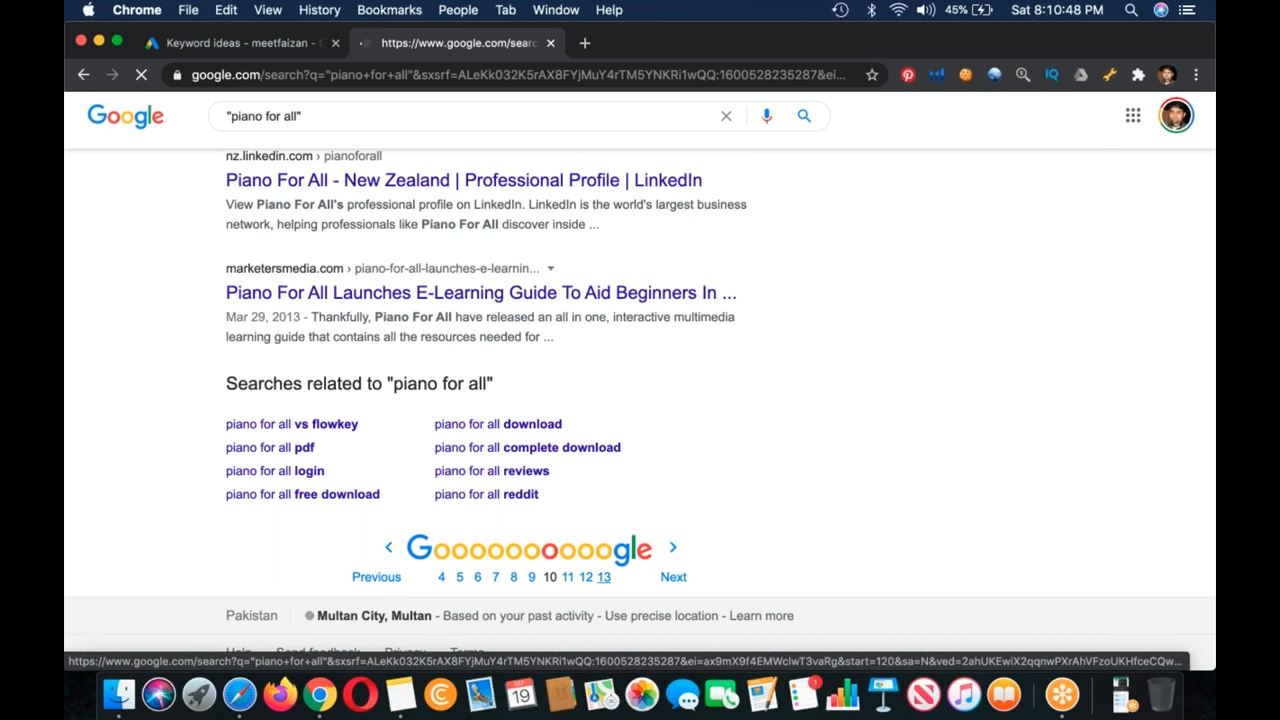 Chrome File Edit View History Bookmarks People Tab Window Help 45% Sat 8:10:48 PM
Keyword ideas - meetfaizan - https://www.google.com/searc
google.com/search?q="piano+for+all"&sxsrf=ALeKk032K5rAX8FYjMuY4rTM5YNKRi1wQQ:1600528235287&ei...
Google "piano for all"
nz.linkedin.com › pianoforall
Piano For All - New Zealand | Professional Profile | LinkedIn
View Piano For All's professional profile on LinkedIn. LinkedIn is the world's largest business
network, helping professionals like Piano For All discover inside ...
marketersmedia.com › piano-for-all-launches-e-learnin...
Piano For All Launches E-Learning Guide To Aid Beginners In ...
Mar 29, 2013 - Thankfully, Piano For All have released an all in one, interactive multimedia
learning guide that contains all the resources needed for ...
Searches related to "piano for all"
piano for all vs flowkey piano for all download
piano for all pdf piano for all complete download
piano for all login piano for all reviews
piano for all free download piano for all reddit
Goooooooooogle
Previous 4 5 6 7 8 9 10 11 12 13 Next
Pakistan Multan City, Multan - Based on your past activity - Use precise location - Learn more
Help Send feedback Privacy Terms
https://www.google.com/search?q="piano+for+all"&sxsrf=ALeKk032K5rAX8FYjMuY4rTM5YNKRi1wQQ:1600528235287&ei=ax9mX9f4EMWclwT3vaRg&start=120&sa=N&ved=2ahUKEwiX2qqnwPXrAhVFzoUKHfceCQw...
19 1